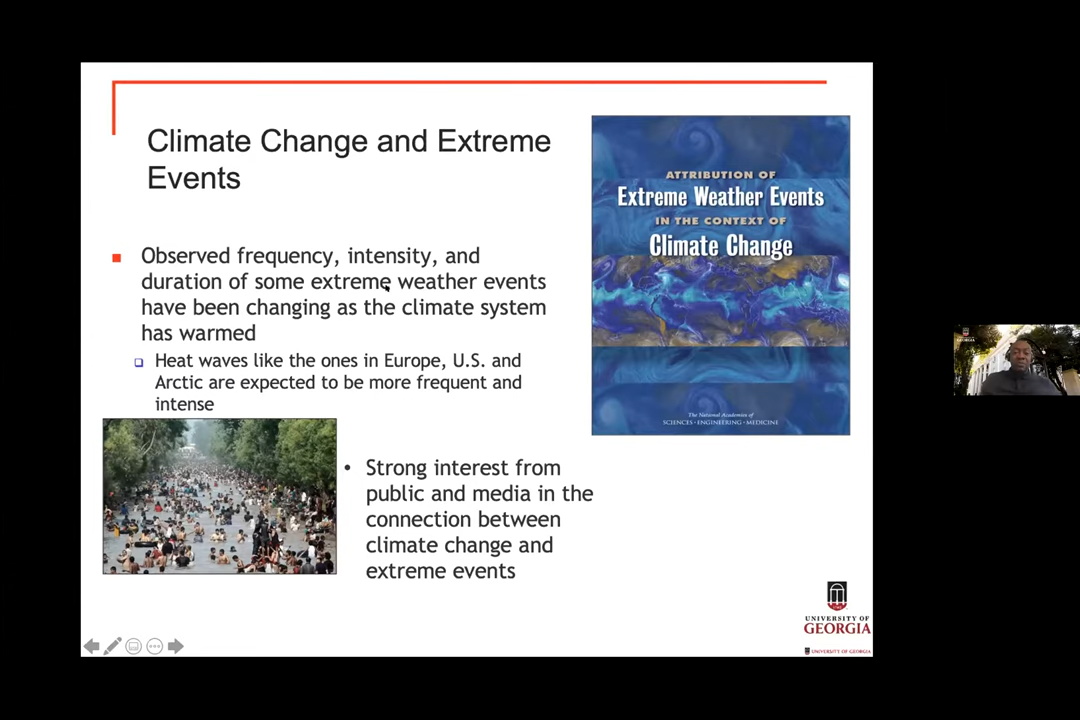 Climate Change and Extreme
Events
Observed frequency, intensity, and
duration of some extreme weather events
have been changing as the climate system
has warmed
Heat waves like the ones in Europe, U.S. and
Arctic are expected to be more frequent and
intense
Strong interest from
public and media in the
connection between
climate change and
extreme events
ATTRIBUTION OF
Extreme Weather Events
IN THE CONTEXT OF
Climate Change
The National Academies of
SCIENCES • ENGINEERING • MEDICINE
UNIVERSITY OF
GEORGIA
UNIVERSITY OF GEORGIA
GEORGIA